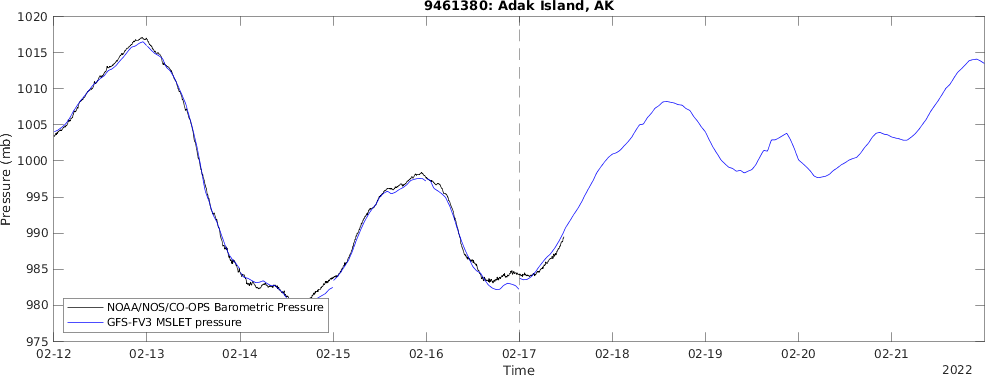 9461380: Adak Island, AK
1020
1015
1010
1005
1000
995
990
985
980
975
Pressure (mb)
NOAA/NOS/CO-OPS Barometric Pressure
GFS-FV3 MSLET pressure
02-12 02-13 02-14 02-15 02-16 02-17 02-18 02-19 02-20 02-21
Time
2022